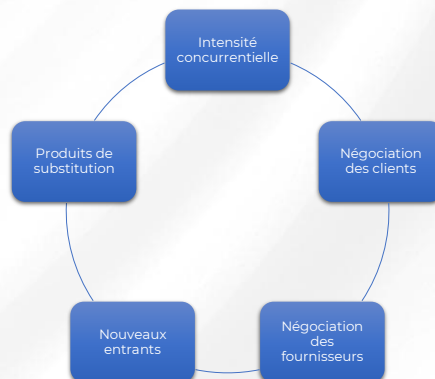 Intensité
concurrentielle
Produits de
substitution
Négociation
des clients
Nouveaux
entrants
Négociation
des
fournisseurs